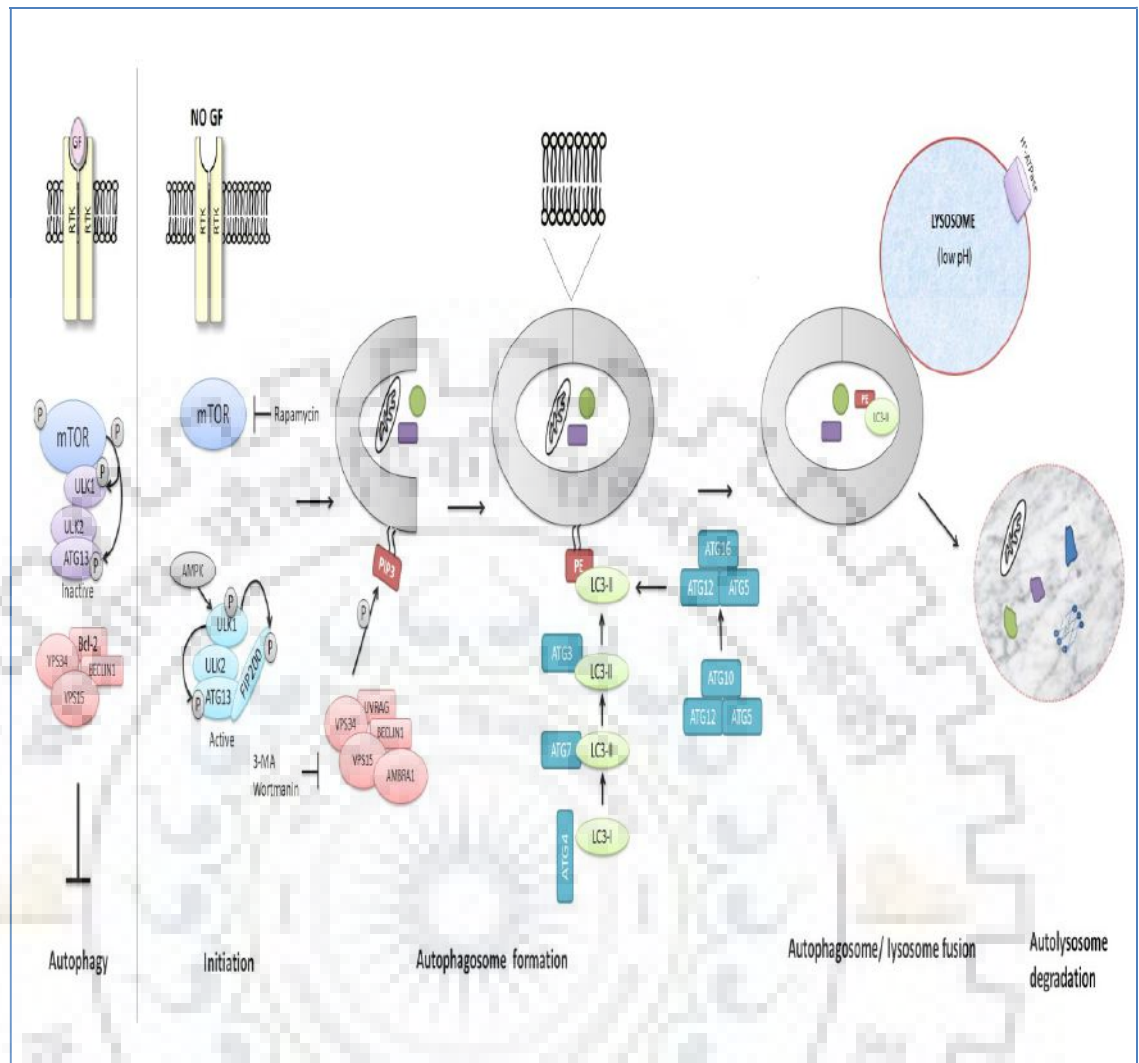 GF
RTK
RTK
P
mTOR
P
P
ULK1
ULK2
ATG13
P
Inactive
Bcl-2
VPS34
BECLIN1
VPS15
Autophagy
NO GF
RTK
RTK
mTOR
Rapamycin
AMPK
P
ULK1
P
ULK2
FIP200
ATG13
P
Active
Initiation
3-MA
Wortmanin
PIP3
P
UVRAG
VPS34
BECLIN1
VPS15
AMBRA1
PE
LC3-II
ATG3
LC3-II
ATG7
LC3-II
ATG4
LC3-I
ATG16
ATG12
ATG5
ATG10
ATG12
ATG5
Autophagosome formation
H⁺-ATPase
LYSOSOME
(low pH)
PE
LC3-II
Autophagosome/ lysosome fusion
Autolysosome
degradation